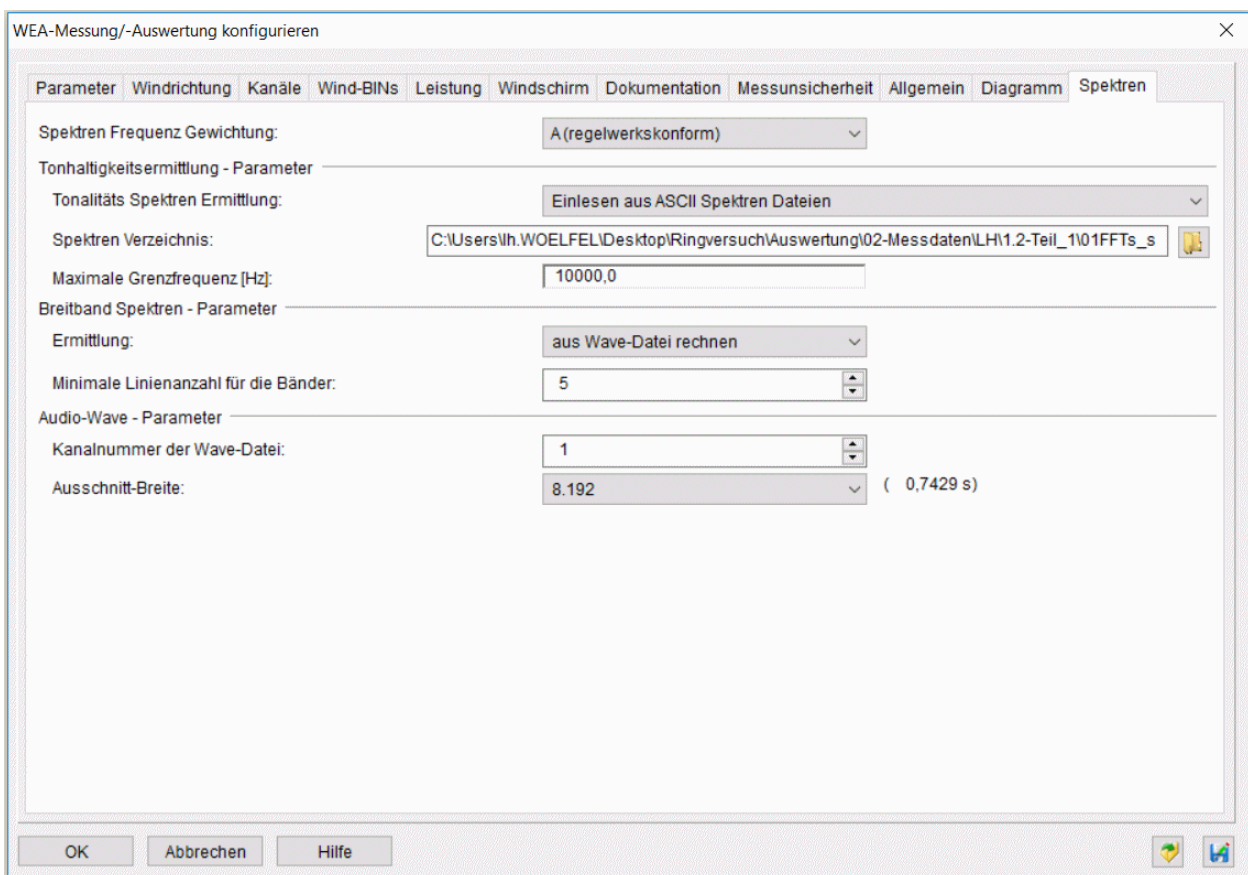 WEA-Messung/-Auswertung konfigurieren
Parameter Windrichtung Kanäle Wind-BINs Leistung Windschirm Dokumentation Messunsicherheit Allgemein Diagramm Spektren
Spektren Frequenz Gewichtung: A (regelwerkskonform)
Tonhaltigkeitsermittlung - Parameter
Tonalitäts Spektren Ermittlung: Einlesen aus ASCII Spektren Dateien
Spektren Verzeichnis: C:\Users\lh.WOELFEL\Desktop\Ringversuch\Auswertung\02-Messdaten\LH\1.2-Teil_1\01FFTs_s
Maximale Grenzfrequenz [Hz]: 10000,0
Breitband Spektren - Parameter
Ermittlung: aus Wave-Datei rechnen
Minimale Linienanzahl für die Bänder: 5
Audio-Wave - Parameter
Kanalnummer der Wave-Datei: 1
Ausschnitt-Breite: 8.192 ( 0,7429 s)
OK Abbrechen Hilfe